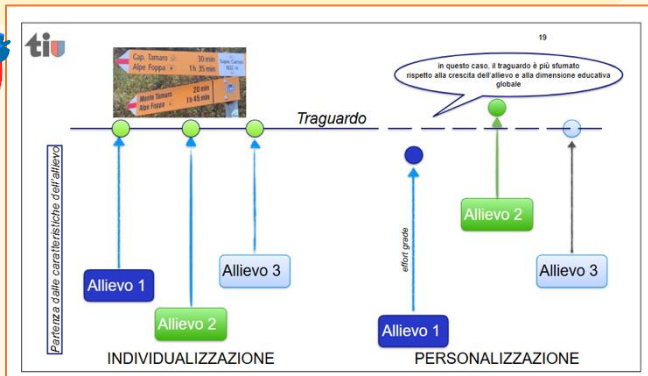 tiu
19
Cap. Tamaro 30 min
Alpe Foppa 1h 35 min
Monte Tamaro 20 min
Alpe Foppa 1h 45 min
in questo caso, il traguardo è più sfumato
rispetto alla crescita dell'allievo e alla dimensione educativa
globale
Traguardo
Partenza dalle caratteristiche dell'allievo
effort grade
Allievo 1
Allievo 2
Allievo 3
Allievo 1
Allievo 2
Allievo 3
INDIVIDUALIZZAZIONE
PERSONALIZZAZIONE